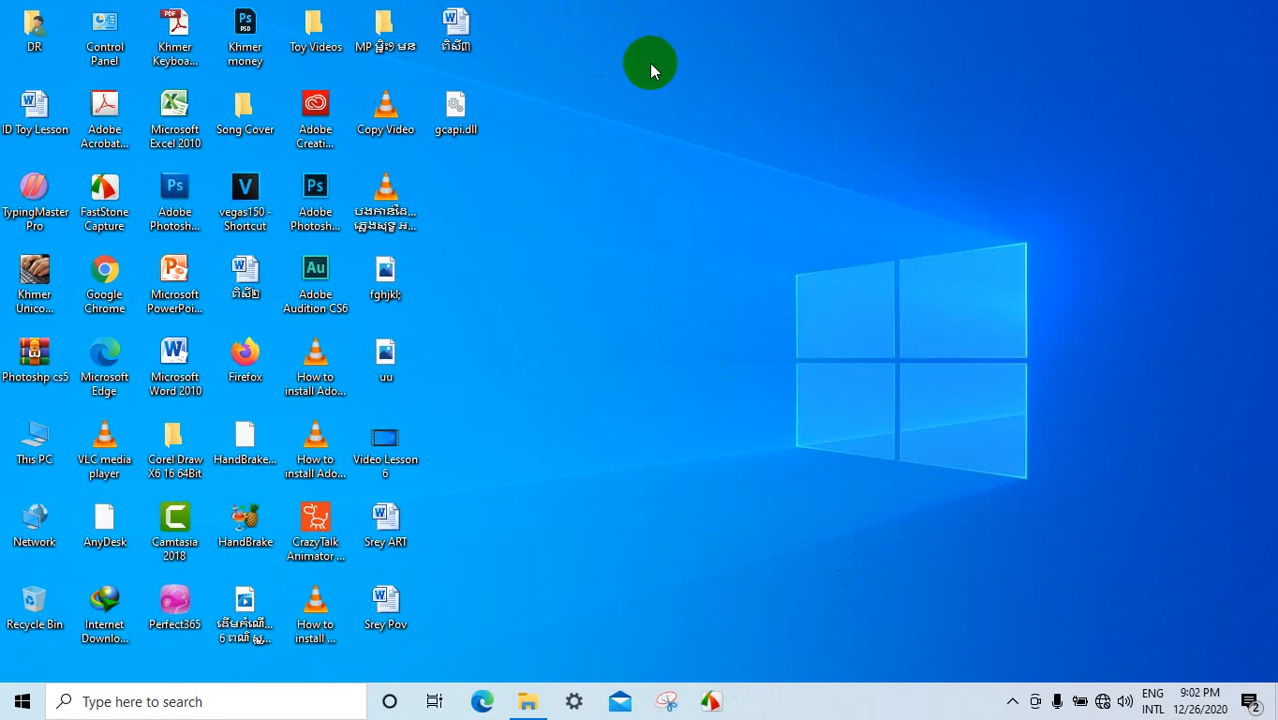 DR
Control
Panel
Khmer
Keyboa...
Khmer
money
Toy Videos
ID Toy Lesson
Adobe
Acrobat...
Microsoft
Excel 2010
Song Cover
Adobe
Creati...
Copy Video
gcapi.dll
TypingMaster
Pro
FastStone
Capture
Adobe
Photosh...
vegas150 -
Shortcut
Adobe
Photosh...
Khmer
Unico...
Google
Chrome
Microsoft
PowerPoi...
ពិសី២
Adobe
Audition CS6
fghjkl;
Photoshp cs5
Microsoft
Edge
Microsoft
Word 2010
Firefox
How to
install Ado...
uu
This PC
VLC media
player
Corel Draw
X6 16 64Bit
HandBrake...
How to
install Ado...
Video Lesson
6
Network
AnyDesk
Camtasia
2018
HandBrake
CrazyTalk
Animator ...
Srey ART
Recycle Bin
Internet
Downlo...
Perfect365
How to
install ...
Srey Pov
Type here to search
ENG
INTL
9:02 PM
12/26/2020
2